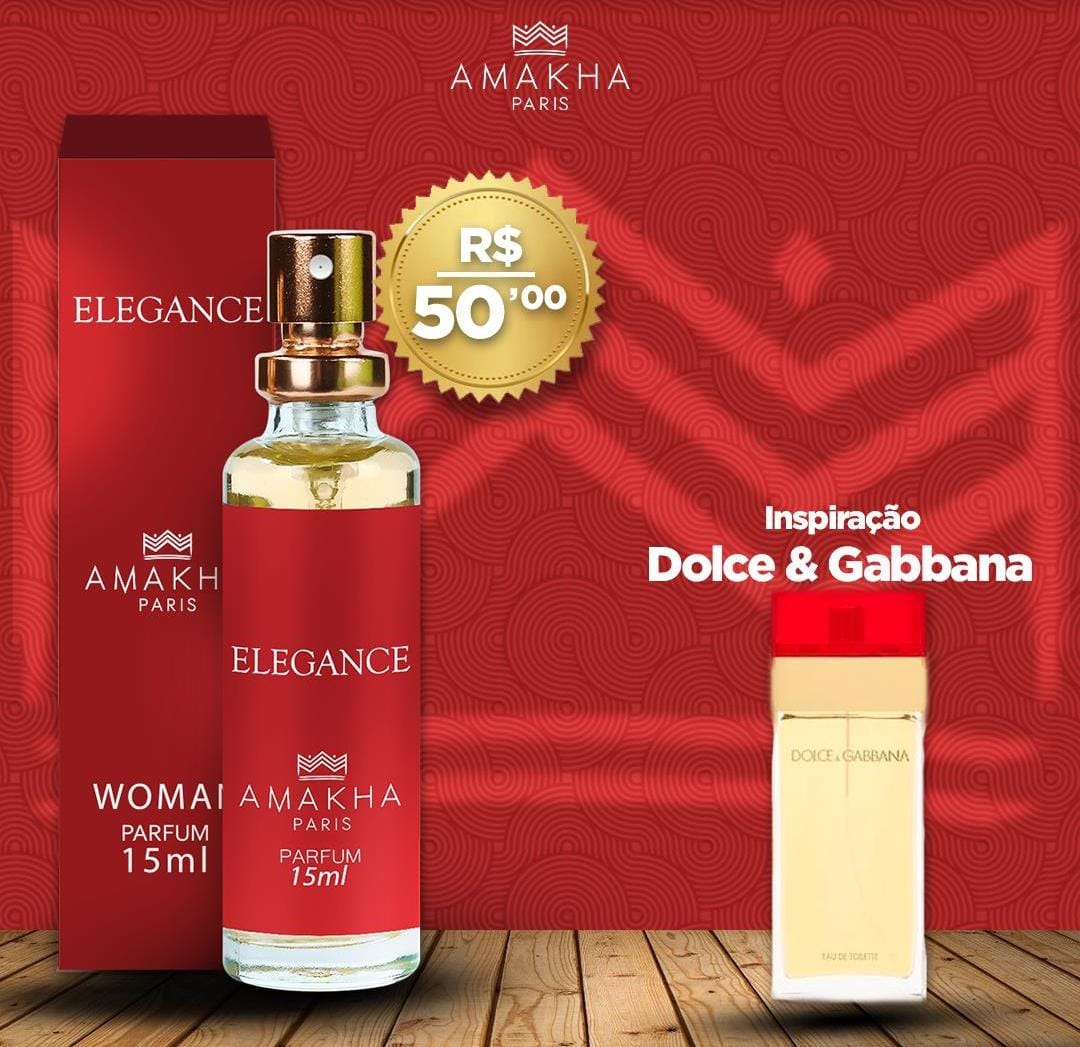 AMAKHA
PARIS
R$
50,00
ELEGANCE
AMAKH
PARIS
WOMAN
PARFUM
15ml
ELEGANCE
AMAKHA
PARIS
PARFUM
15ml
Inspiração
Dolce & Gabbana
DOLCE & GABBANA
EAU DE TOILETTE